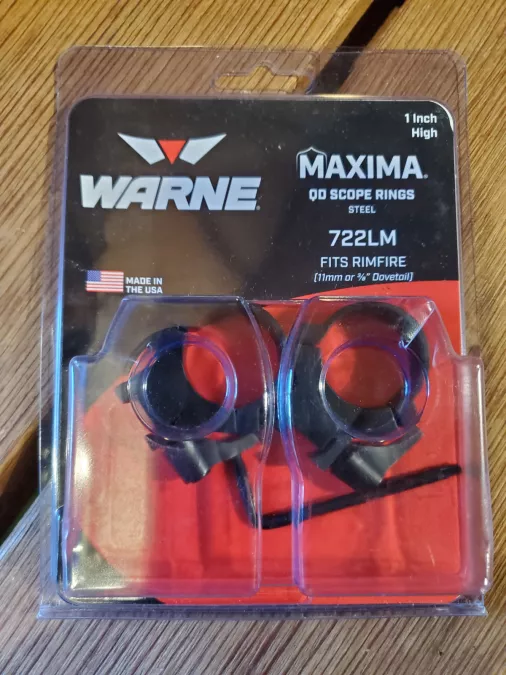 1 Inch
High
WARNE
MAXIMA
QD SCOPE RINGS
STEEL
722LM
FITS RIMFIRE
[11mm or ⅜" Dovetail]
MADE IN
THE USA